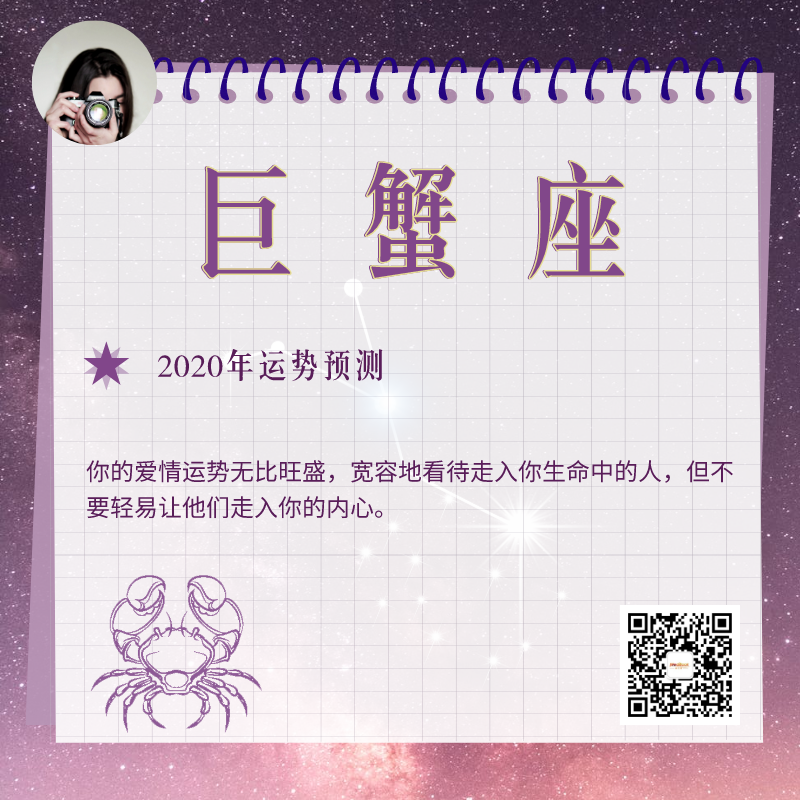 巨蟹座
2020年运势预测
你的爱情运势无比旺盛，宽容地看待走入你生命中的人，但不
要轻易让他们走入你的内心。